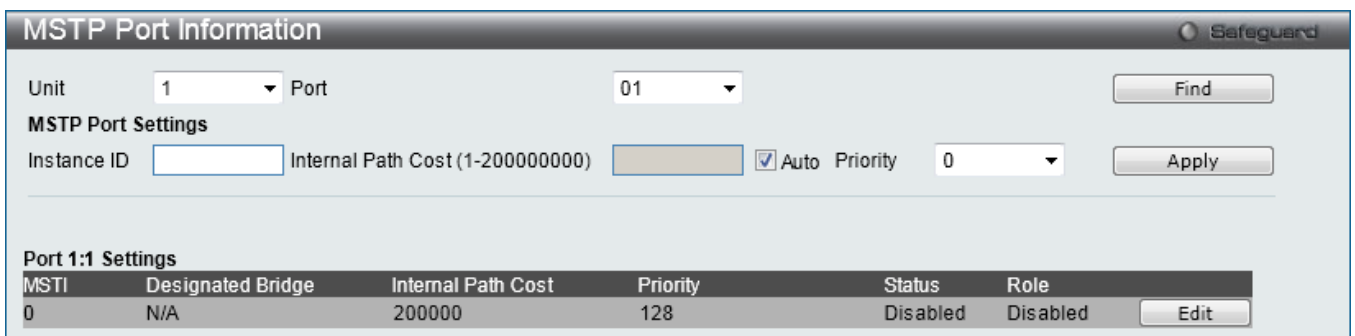 MSTP Port Information Safeguard
Unit 1 Port 01 Find
MSTP Port Settings
Instance ID Internal Path Cost (1-200000000) Auto Priority 0 Apply
Port 1:1 Settings
MSTI Designated Bridge Internal Path Cost Priority Status Role
0 N/A 200000 128 Disabled Disabled Edit